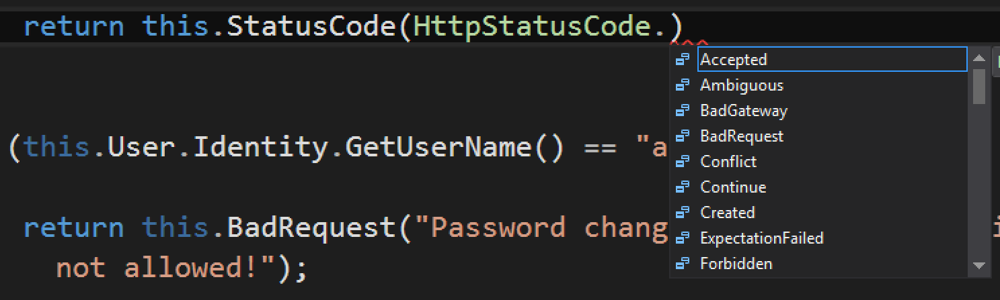 return this.StatusCode(HttpStatusCode.)
Accepted
Ambiguous
BadGateway
BadRequest
Conflict
Continue
Created
ExpectationFailed
Forbidden
(this.User.Identity.GetUserName() == "a
return this.BadRequest("Password chang
not allowed!");